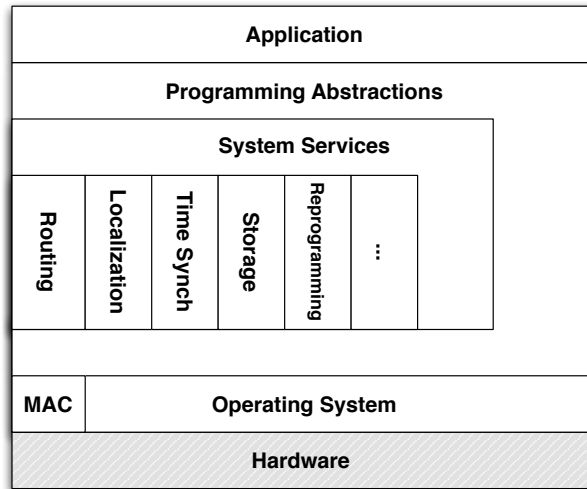 Application
Programming Abstractions
System Services
Routing
Localization
Time Synch
Storage
Reprogramming
...
MAC
Operating System
Hardware